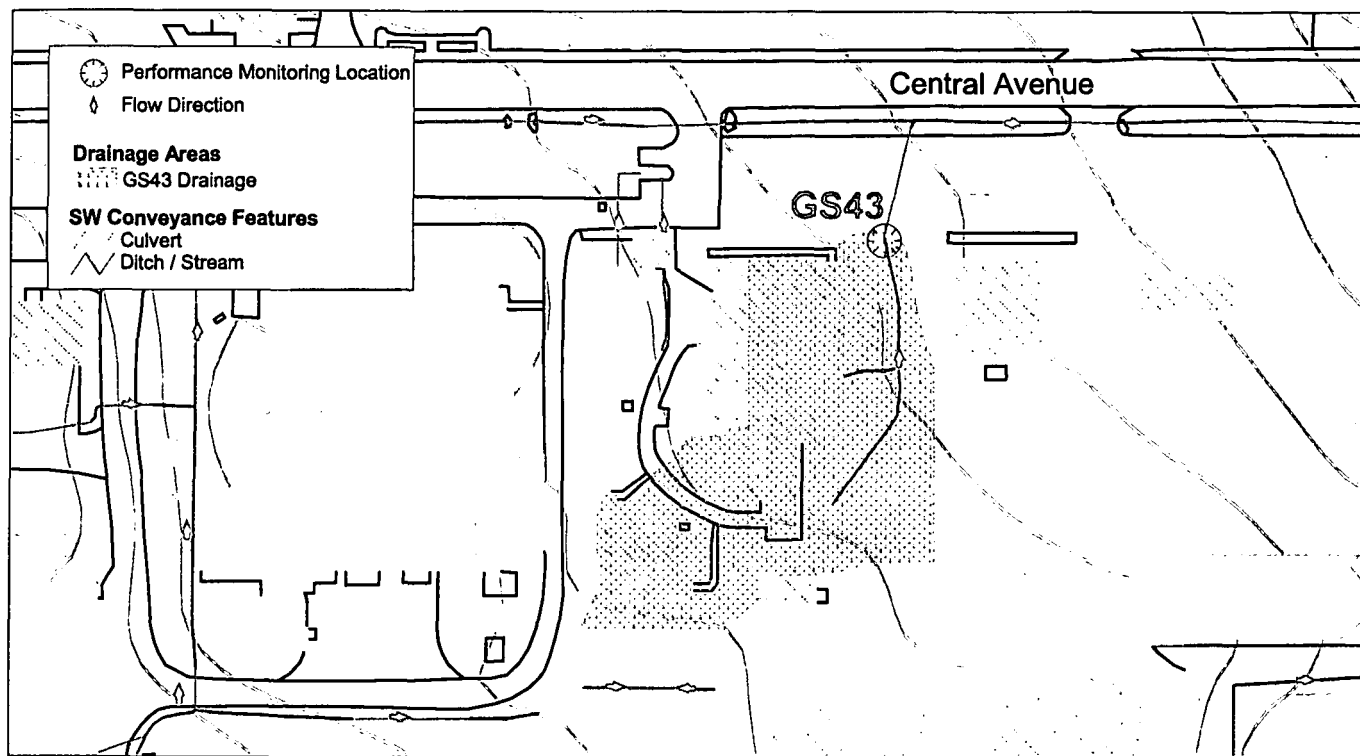 Performance Monitoring Location
Flow Direction
Drainage Areas
GS43 Drainage
SW Conveyance Features
Culvert
Ditch / Stream
Central Avenue
GS43